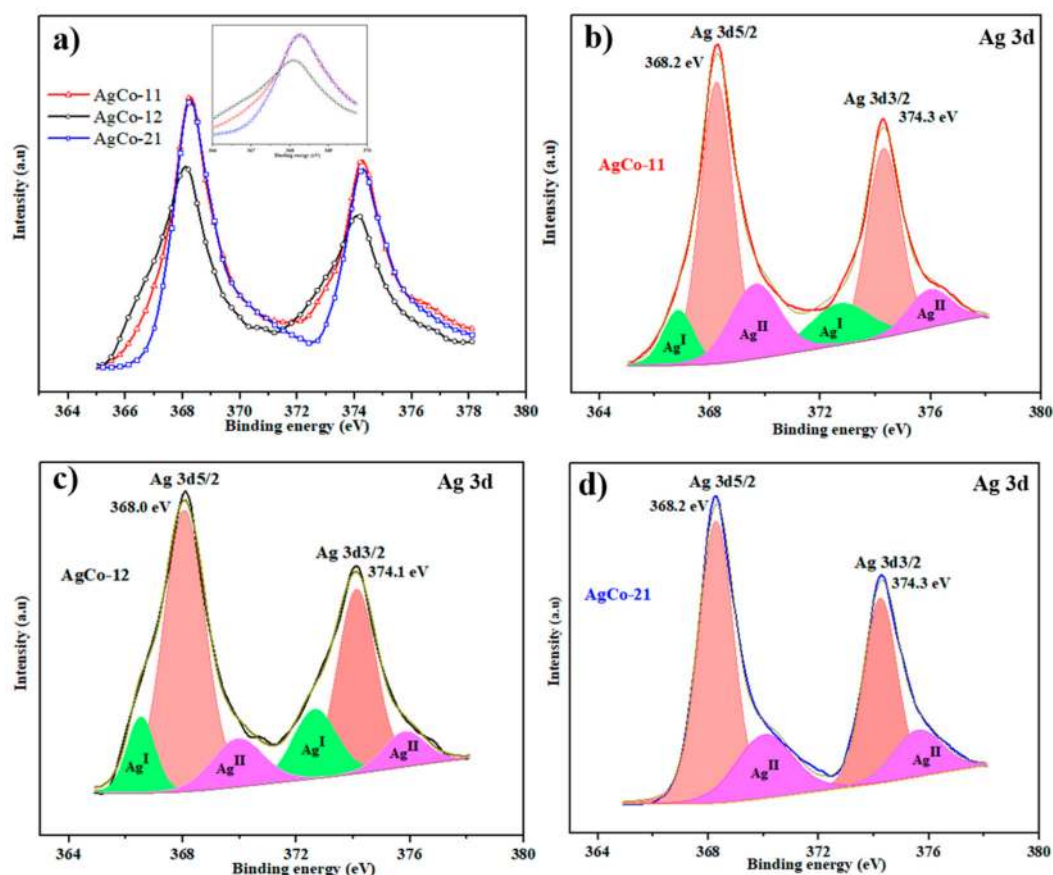 a)
AgCo-11
AgCo-12
AgCo-21
Binding energy (eV)
Intensity (a.u)
364 366 368 370 372 374 376 378 380
Binding energy (eV)
b)
Ag 3d
Ag 3d5/2
368.2 eV
Ag 3d3/2
374.3 eV
AgCo-11
Ag^I
Ag^II
Ag^I
Ag^II
Intensity (a.u)
364 368 372 376 380
Binding energy (eV)
c)
Ag 3d
Ag 3d5/2
368.0 eV
Ag 3d3/2
374.1 eV
AgCo-12
Ag^I
Ag^II
Ag^I
Ag^II
Intensity (a.u)
364 368 372 376 380
Binding energy (eV)
d)
Ag 3d
Ag 3d5/2
368.2 eV
Ag 3d3/2
374.3 eV
AgCo-21
Ag^II
Ag^II
Intensity (a.u)
364 368 372 376 380
Binding energy (eV)